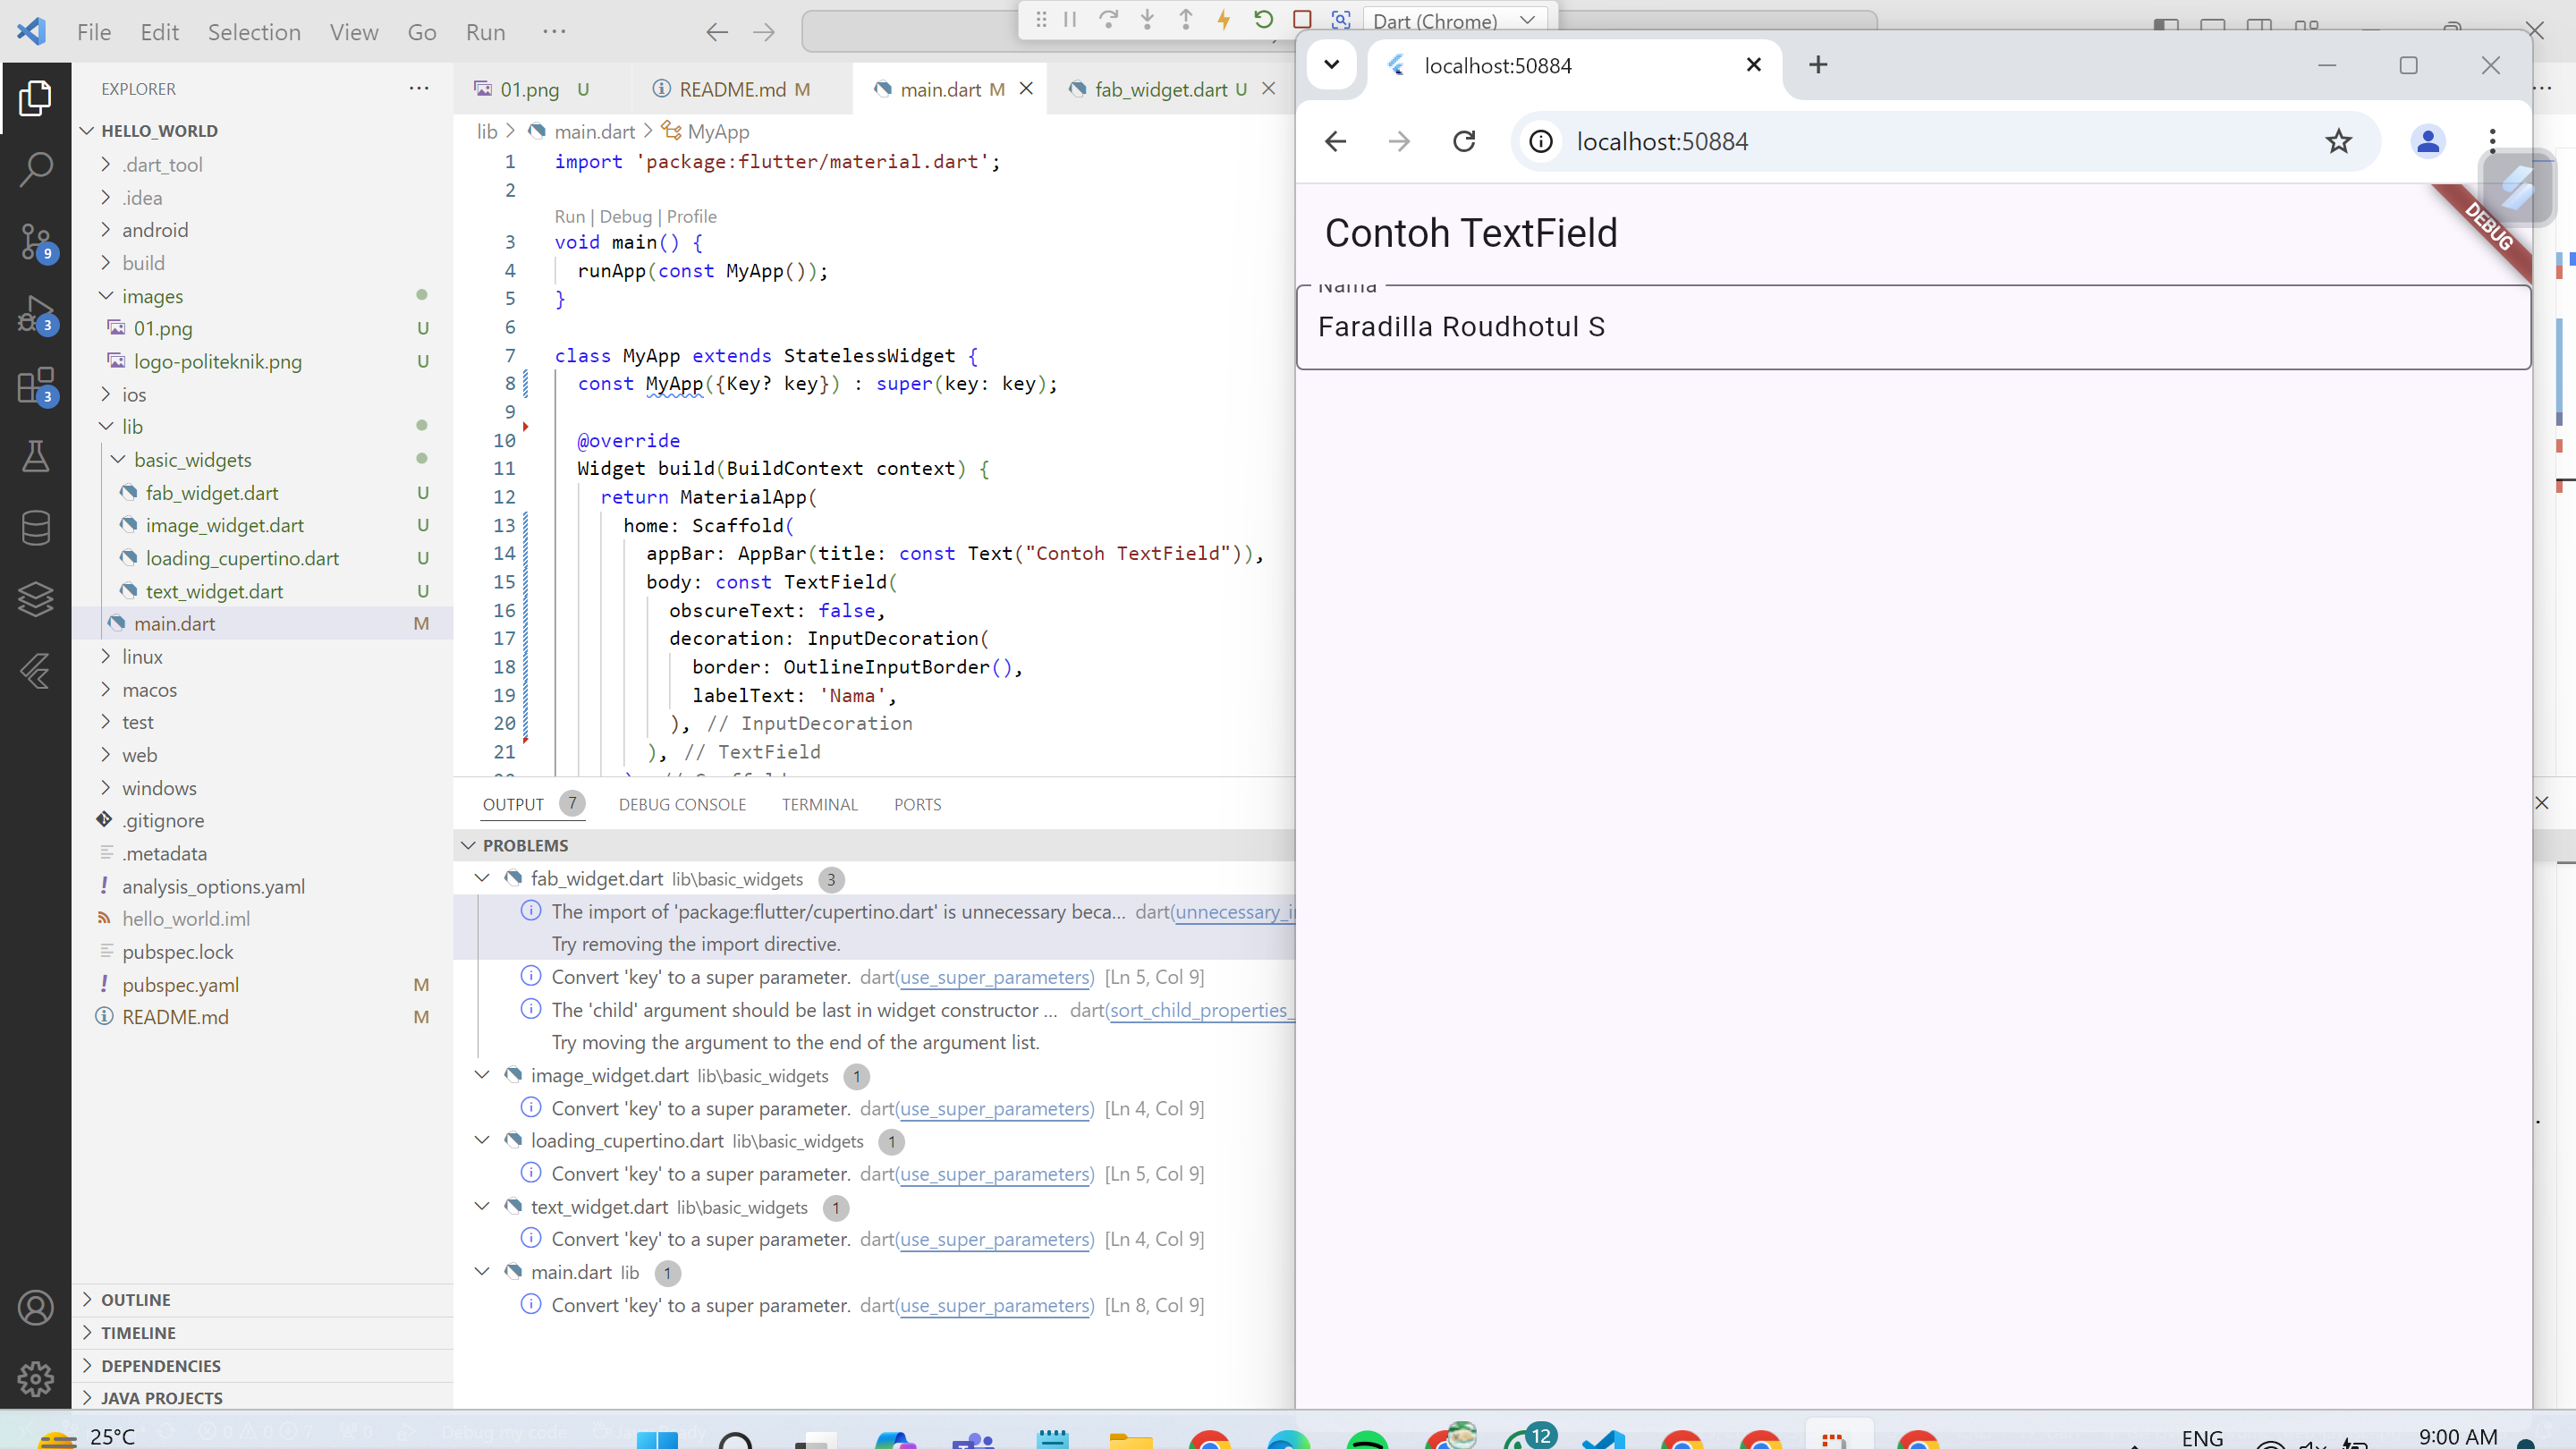 File Edit Selection View Go Run ...
Dart (Chrome)
EXPLORER
HELLO_WORLD
.dart_tool
.idea
android
build
images
01.png U
logo-politeknik.png U
ios
lib
basic_widgets
fab_widget.dart U
image_widget.dart U
loading_cupertino.dart U
text_widget.dart U
main.dart M
linux
macos
test
web
windows
.gitignore
.metadata
analysis_options.yaml
hello_world.iml
pubspec.lock
pubspec.yaml M
README.md M
OUTLINE
TIMELINE
DEPENDENCIES
JAVA PROJECTS
9
3
3
01.png U README.md M main.dart M fab_widget.dart U
lib > main.dart > MyApp
1 import 'package:flutter/material.dart';
2
Run | Debug | Profile
3 void main() {
4 runApp(const MyApp());
5 }
6
7 class MyApp extends StatelessWidget {
8 const MyApp({Key? key}) : super(key: key);
9
10 @override
11 Widget build(BuildContext context) {
12 return MaterialApp(
13 home: Scaffold(
14 appBar: AppBar(title: const Text("Contoh TextField")),
15 body: const TextField(
16 obscureText: false,
17 decoration: InputDecoration(
18 border: OutlineInputBorder(),
19 labelText: 'Nama',
20 ), // InputDecoration
21 ), // TextField
OUTPUT 7 DEBUG CONSOLE TERMINAL PORTS
PROBLEMS
fab_widget.dart lib\basic_widgets 3
The import of 'package:flutter/cupertino.dart' is unnecessary beca... dart(unnecessary_i
Try removing the import directive.
Convert 'key' to a super parameter. dart(use_super_parameters) [Ln 5, Col 9]
The 'child' argument should be last in widget constructor ... dart(sort_child_properties_
Try moving the argument to the end of the argument list.
image_widget.dart lib\basic_widgets 1
Convert 'key' to a super parameter. dart(use_super_parameters) [Ln 4, Col 9]
loading_cupertino.dart lib\basic_widgets 1
Convert 'key' to a super parameter. dart(use_super_parameters) [Ln 5, Col 9]
text_widget.dart lib\basic_widgets 1
Convert 'key' to a super parameter. dart(use_super_parameters) [Ln 4, Col 9]
main.dart lib 1
Convert 'key' to a super parameter. dart(use_super_parameters) [Ln 8, Col 9]
localhost:50884
localhost:50884
Contoh TextField
DEBUG
Nama
Faradilla Roudhotul S
25°C
12
ENG
9:00 AM